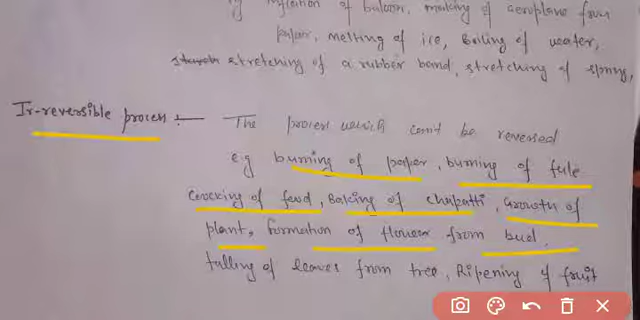 eg inflation of baloon, making of aeroplane from
paper, melting of ice, Boiling of water,
stretching of a rubber band, stretching of spring,
Ir-reversible process :— The process which can't be reversed
e.g burning of paper, burning of fule
coocking of food, Baking of chapatti, Growth of
plant, formation of flower from bud,
falling of leaves from tree, Ripening of fruit